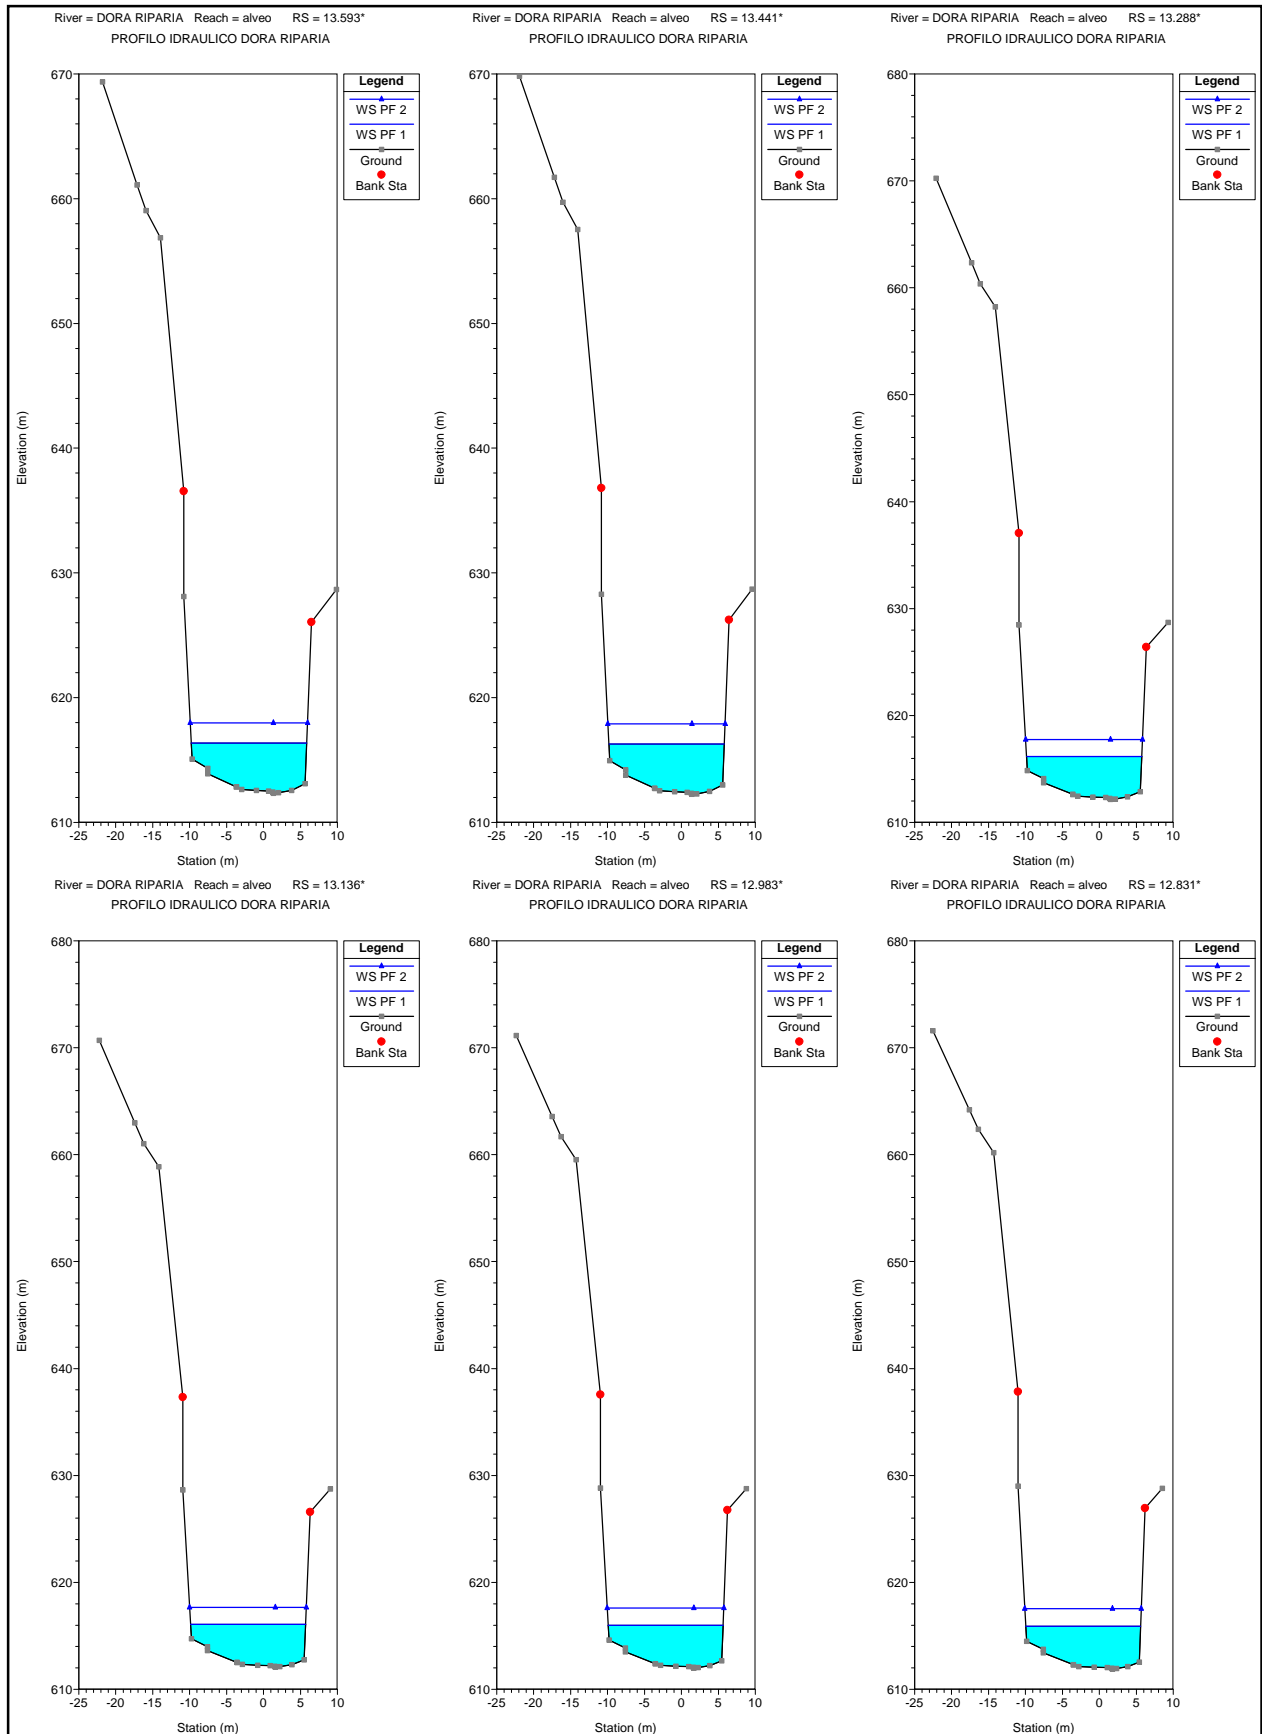 River = DORA RIPARIA Reach = alveo RS = 13.593*
PROFILO IDRAULICO DORA RIPARIA
Legend
WS PF 2
WS PF 1
Ground
Bank Sta
670
660
650
640
630
620
610
Elevation (m)
-25 -20 -15 -10 -5 0 5 10
Station (m)
River = DORA RIPARIA Reach = alveo RS = 13.441*
PROFILO IDRAULICO DORA RIPARIA
Legend
WS PF 2
WS PF 1
Ground
Bank Sta
670
660
650
640
630
620
610
Elevation (m)
-25 -20 -15 -10 -5 0 5 10
Station (m)
River = DORA RIPARIA Reach = alveo RS = 13.288*
PROFILO IDRAULICO DORA RIPARIA
Legend
WS PF 2
WS PF 1
Ground
Bank Sta
680
670
660
650
640
630
620
610
Elevation (m)
-25 -20 -15 -10 -5 0 5 10
Station (m)
River = DORA RIPARIA Reach = alveo RS = 13.136*
PROFILO IDRAULICO DORA RIPARIA
Legend
WS PF 2
WS PF 1
Ground
Bank Sta
680
670
660
650
640
630
620
610
Elevation (m)
-25 -20 -15 -10 -5 0 5 10
Station (m)
River = DORA RIPARIA Reach = alveo RS = 12.983*
PROFILO IDRAULICO DORA RIPARIA
Legend
WS PF 2
WS PF 1
Ground
Bank Sta
680
670
660
650
640
630
620
610
Elevation (m)
-25 -20 -15 -10 -5 0 5 10
Station (m)
River = DORA RIPARIA Reach = alveo RS = 12.831*
PROFILO IDRAULICO DORA RIPARIA
Legend
WS PF 2
WS PF 1
Ground
Bank Sta
680
670
660
650
640
630
620
610
Elevation (m)
-25 -20 -15 -10 -5 0 5 10
Station (m)